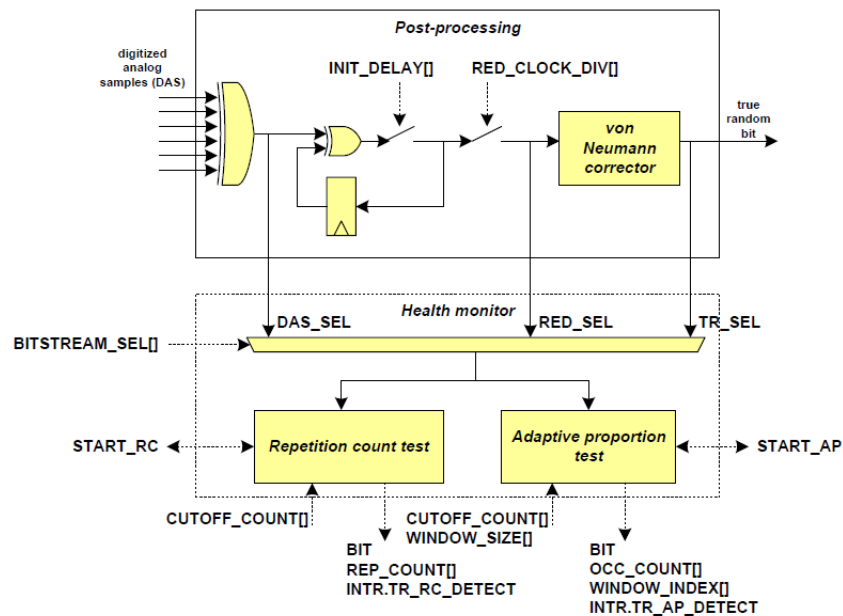 Post-processing
digitized
analog
samples (DAS)
INIT_DELAY[]
RED_CLOCK_DIV[]
von
Neumann
corrector
true
random
bit
Health monitor
DAS_SEL
RED_SEL
TR_SEL
BITSTREAM_SEL[]
START_RC
Repetition count test
Adaptive proportion
test
START_AP
CUTOFF_COUNT[]
CUTOFF_COUNT[]
WINDOW_SIZE[]
BIT
REP_COUNT[]
INTR.TR_RC_DETECT
BIT
OCC_COUNT[]
WINDOW_INDEX[]
INTR.TR_AP_DETECT